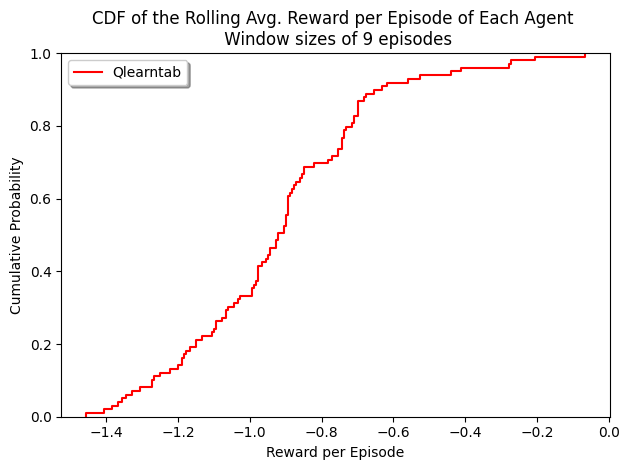 CDF of the Rolling Avg. Reward per Episode of Each Agent
Window sizes of 9 episodes
Qlearntab
Cumulative Probability
1.0
0.8
0.6
0.4
0.2
0.0
−1.4 −1.2 −1.0 −0.8 −0.6 −0.4 −0.2 0.0
Reward per Episode